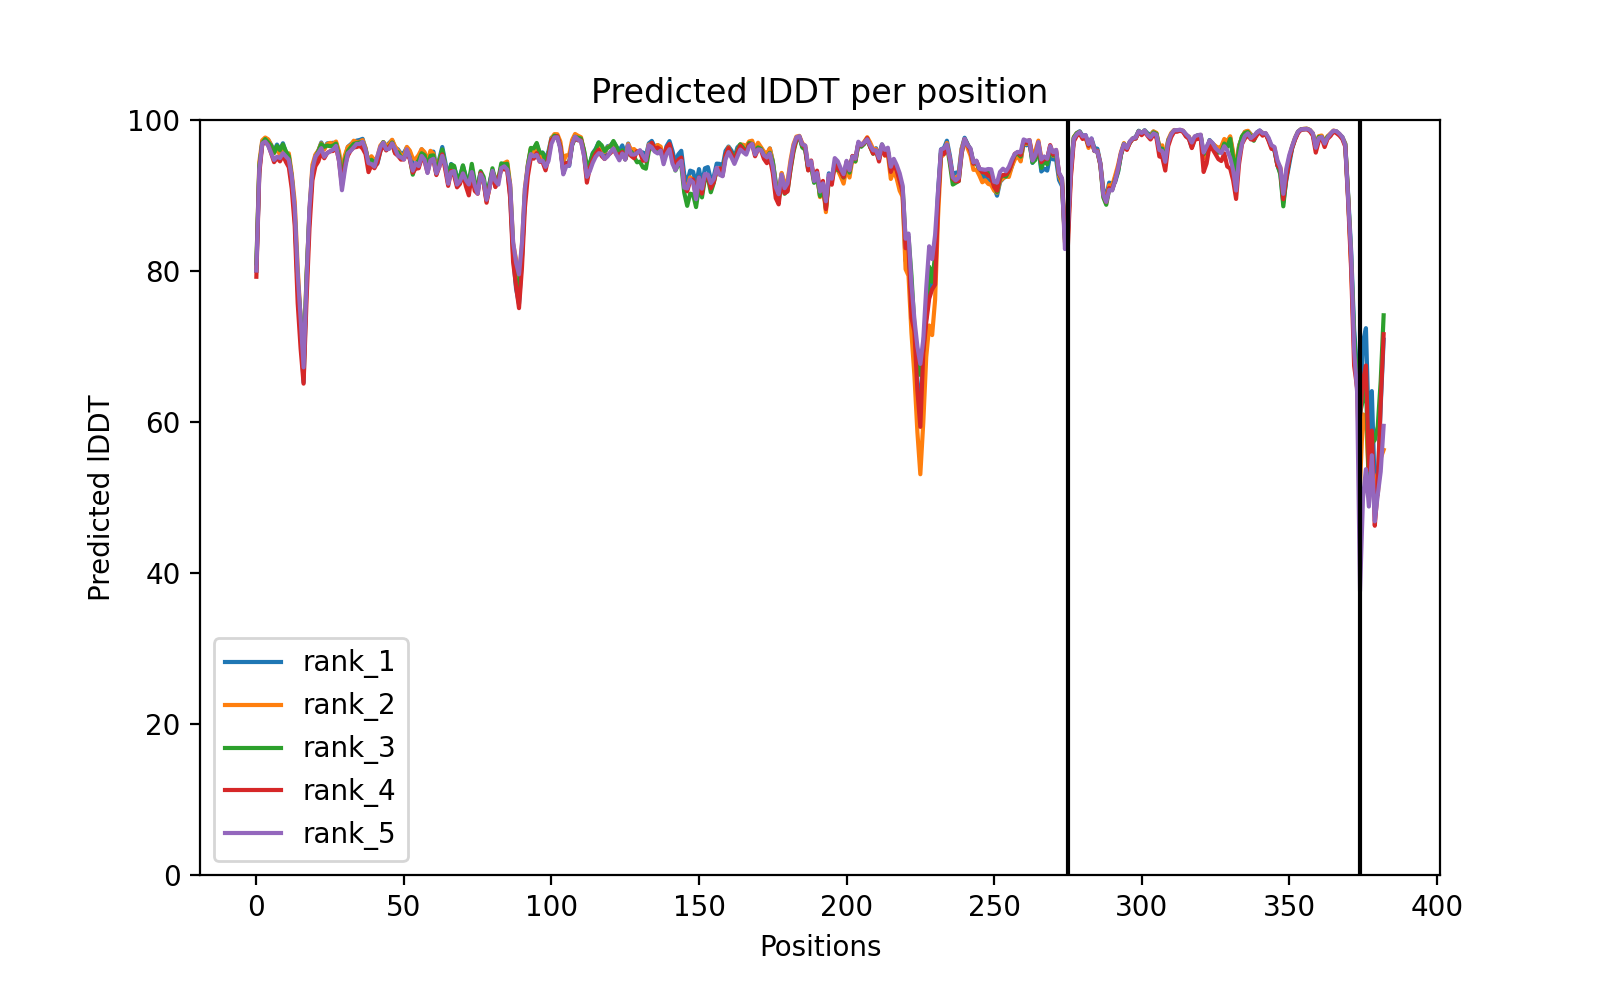 Predicted lDDT per position
100
80
60
40
20
0
Predicted lDDT
rank_1
rank_2
rank_3
rank_4
rank_5
0 50 100 150 200 250 300 350 400
Positions